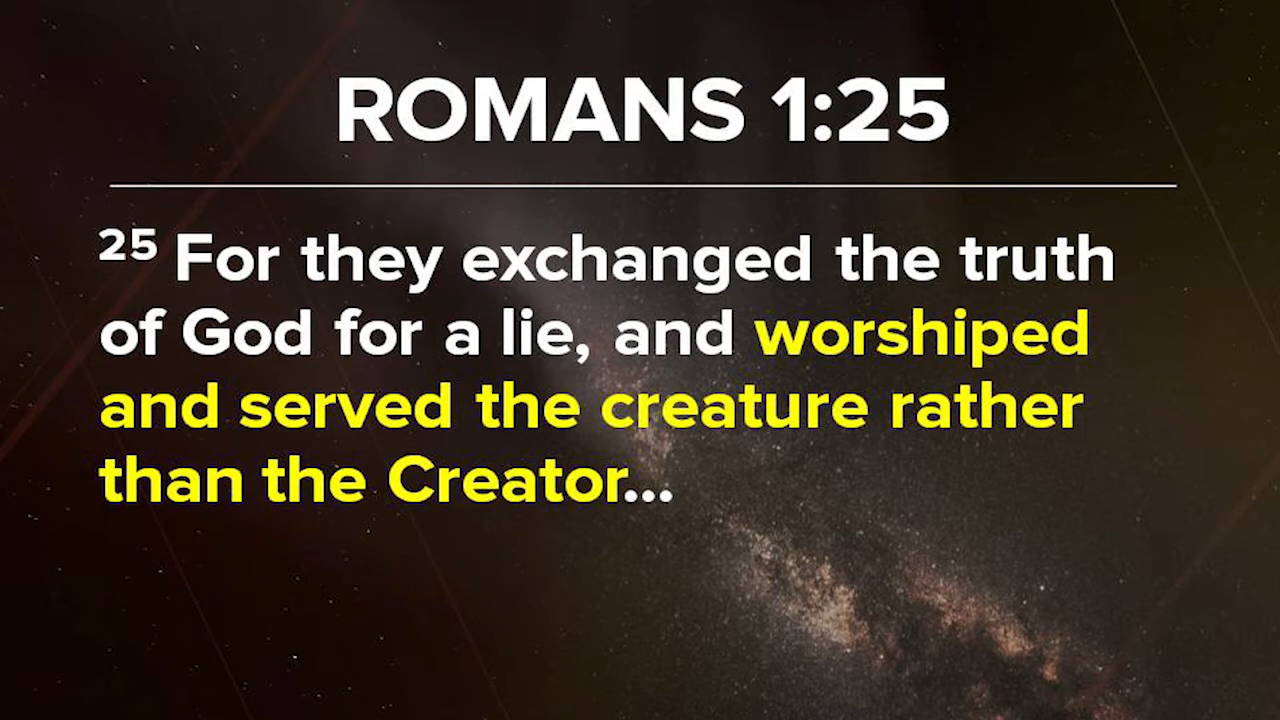 ROMANS 1:25
25 For they exchanged the truth
of God for a lie, and worshiped
and served the creature rather
than the Creator...